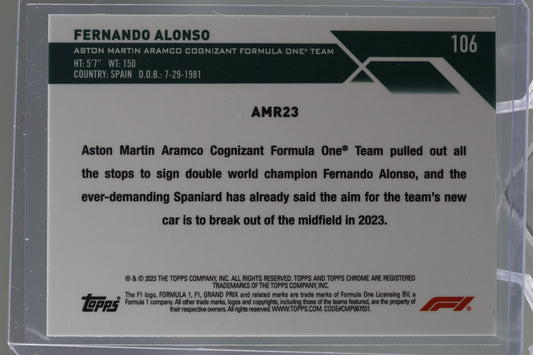 FERNANDO ALONSO
106
ASTON MARTIN ARAMCO COGNIZANT FORMULA ONE® TEAM
HT: 5'7" WT: 150
COUNTRY: SPAIN D.O.B.: 7-29-1981
AMR23
Aston Martin Aramco Cognizant Formula One® Team pulled out all
the stops to sign double world champion Fernando Alonso, and the
ever-demanding Spaniard has already said the aim for the team's new
car is to break out of the midfield in 2023.
® & © 2023 THE TOPPS COMPANY, INC. ALL RIGHTS RESERVED. TOPPS AND TOPPS CHROME ARE REGISTERED
TRADEMARKS OF THE TOPPS COMPANY, INC.
The F1 logo, FORMULA 1, F1, GRAND PRIX and related marks are trade marks of Formula One Licensing BV, a
Formula 1 company. All other trade marks, logos and copyrights, including those of the teams featured, are the property of
their respective owners. All rights reserved. WWW.TOPPS.COM. CODE#CMP067031.
Topps
F1